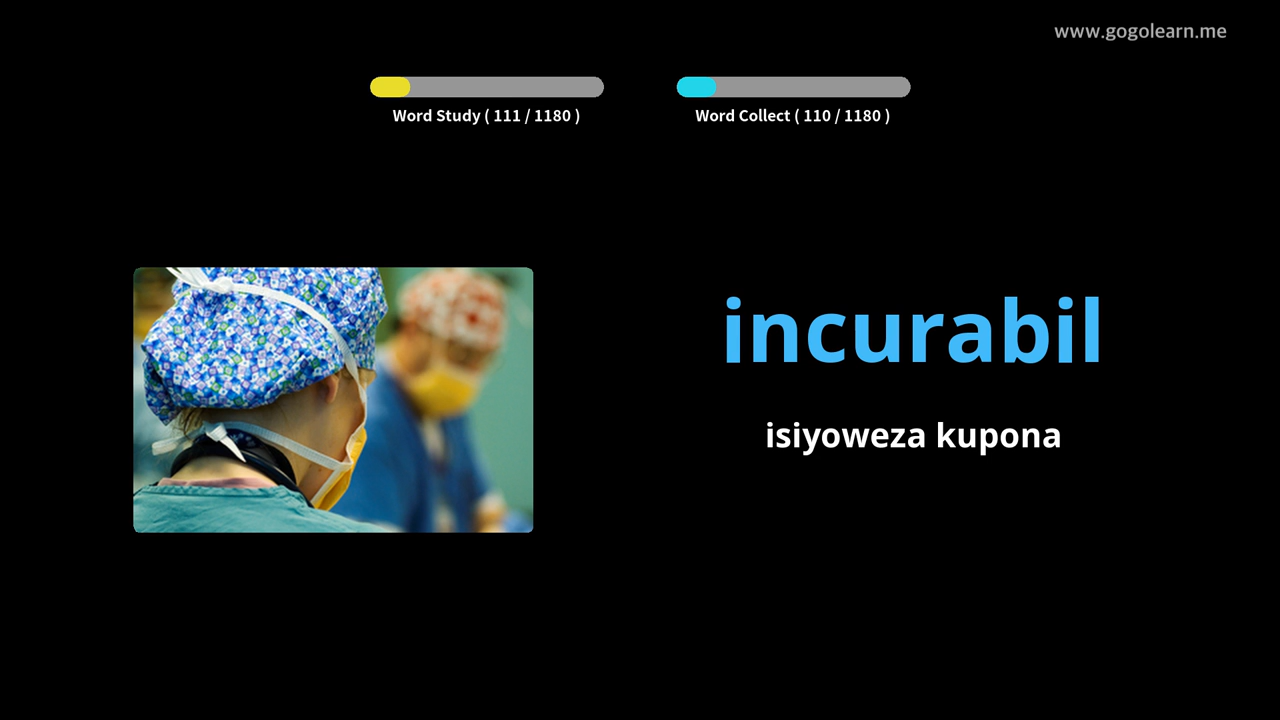 www.gogolearn.me
Word Study ( 111 / 1180 )
Word Collect ( 110 / 1180 )
incurabil
isiyoweza kupona